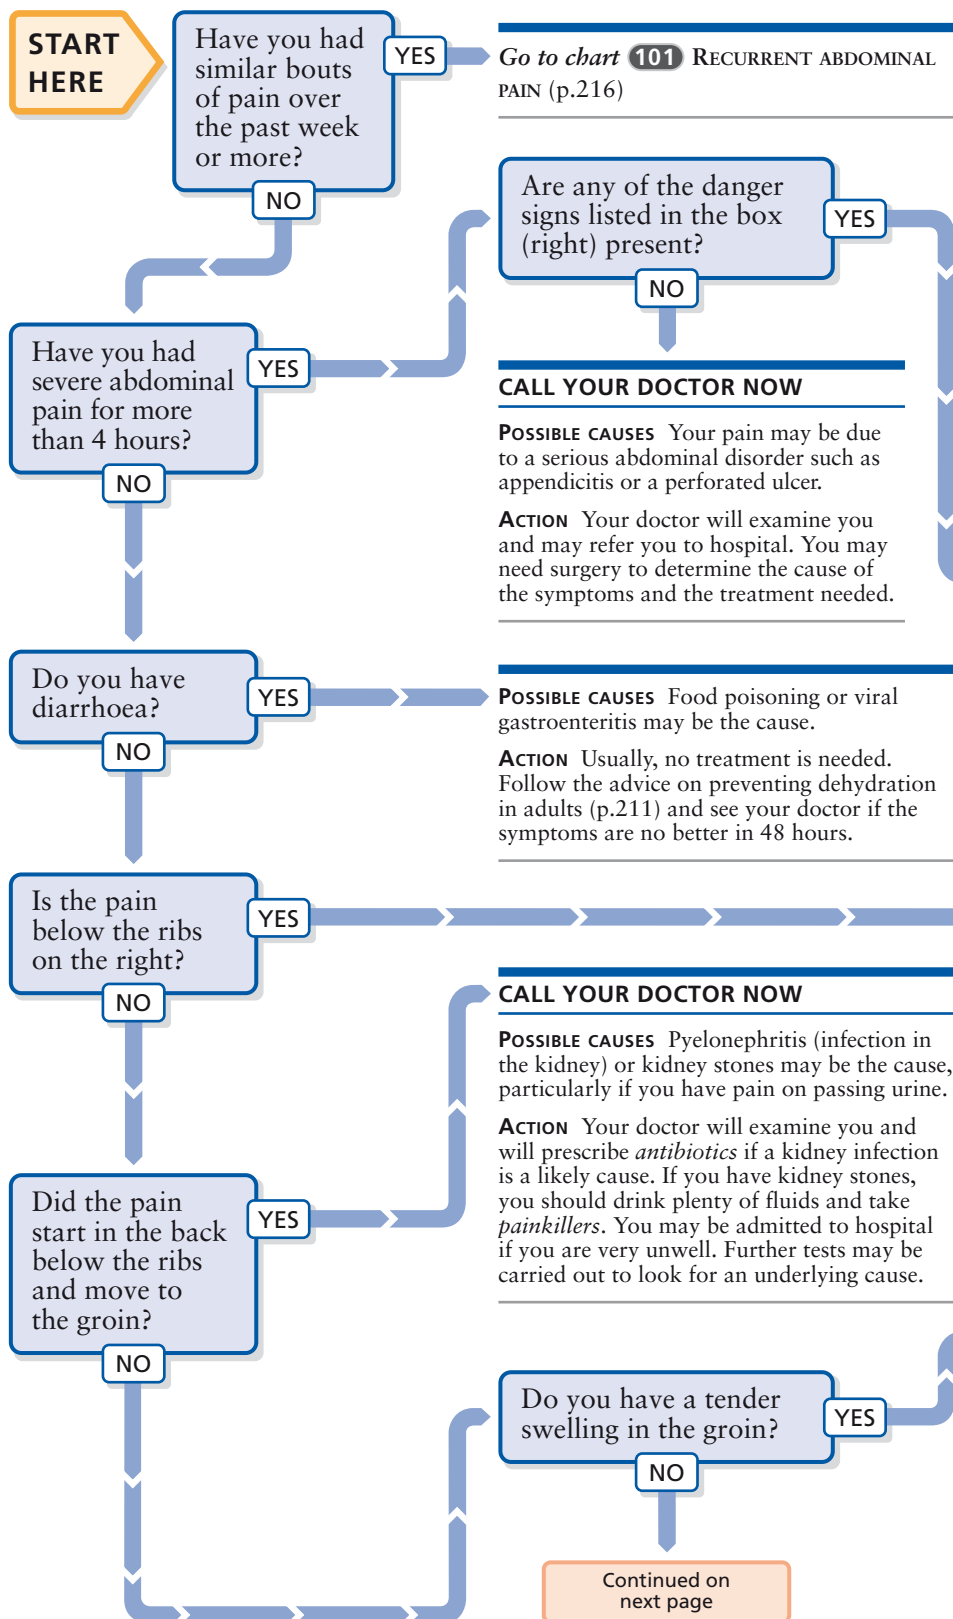 START
HERE
Have you had
similar bouts
of pain over
the past week
or more?
YES
NO
Go to chart 101 RECURRENT ABDOMINAL
PAIN (p.216)
Are any of the danger
signs listed in the box
(right) present?
YES
NO
Have you had
severe abdominal
pain for more
than 4 hours?
YES
NO
CALL YOUR DOCTOR NOW
POSSIBLE CAUSES Your pain may be due
to a serious abdominal disorder such as
appendicitis or a perforated ulcer.
ACTION Your doctor will examine you
and may refer you to hospital. You may
need surgery to determine the cause of
the symptoms and the treatment needed.
Do you have
diarrhoea?
YES
NO
POSSIBLE CAUSES Food poisoning or viral
gastroenteritis may be the cause.
ACTION Usually, no treatment is needed.
Follow the advice on preventing dehydration
in adults (p.211) and see your doctor if the
symptoms are no better in 48 hours.
Is the pain
below the ribs
on the right?
YES
NO
CALL YOUR DOCTOR NOW
POSSIBLE CAUSES Pyelonephritis (infection in
the kidney) or kidney stones may be the cause,
particularly if you have pain on passing urine.
ACTION Your doctor will examine you and
will prescribe antibiotics if a kidney infection
is a likely cause. If you have kidney stones,
you should drink plenty of fluids and take
painkillers. You may be admitted to hospital
if you are very unwell. Further tests may be
carried out to look for an underlying cause.
Did the pain
start in the back
below the ribs
and move to
the groin?
YES
NO
Do you have a tender
swelling in the groin?
YES
NO
Continued on
next page